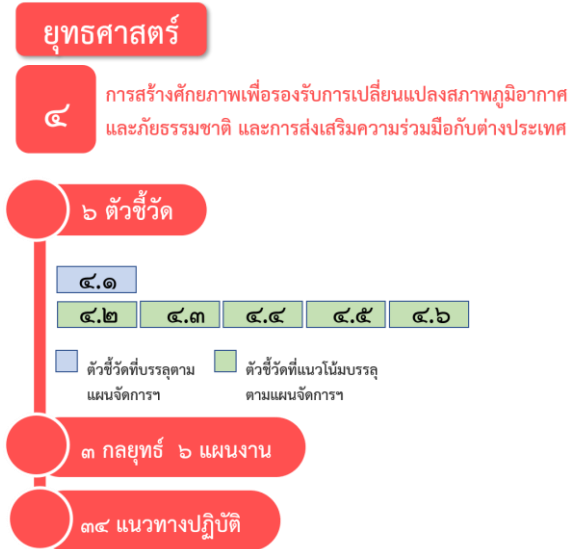 ยุทธศาสตร์
๔
การสร้างศักยภาพเพื่อรองรับการเปลี่ยนแปลงสภาพภูมิอากาศ
และภัยธรรมชาติ และการส่งเสริมความร่วมมือกับต่างประเทศ
๖ ตัวชี้วัด
๔.๑
๔.๒ ๔.๓ ๔.๔ ๔.๕ ๔.๖
ตัวชี้วัดที่บรรลุตาม
แผนจัดการฯ
ตัวชี้วัดที่แนวโน้มบรรลุ
ตามแผนจัดการฯ
๓ กลยุทธ์ ๖ แผนงาน
๓๔ แนวทางปฏิบัติ